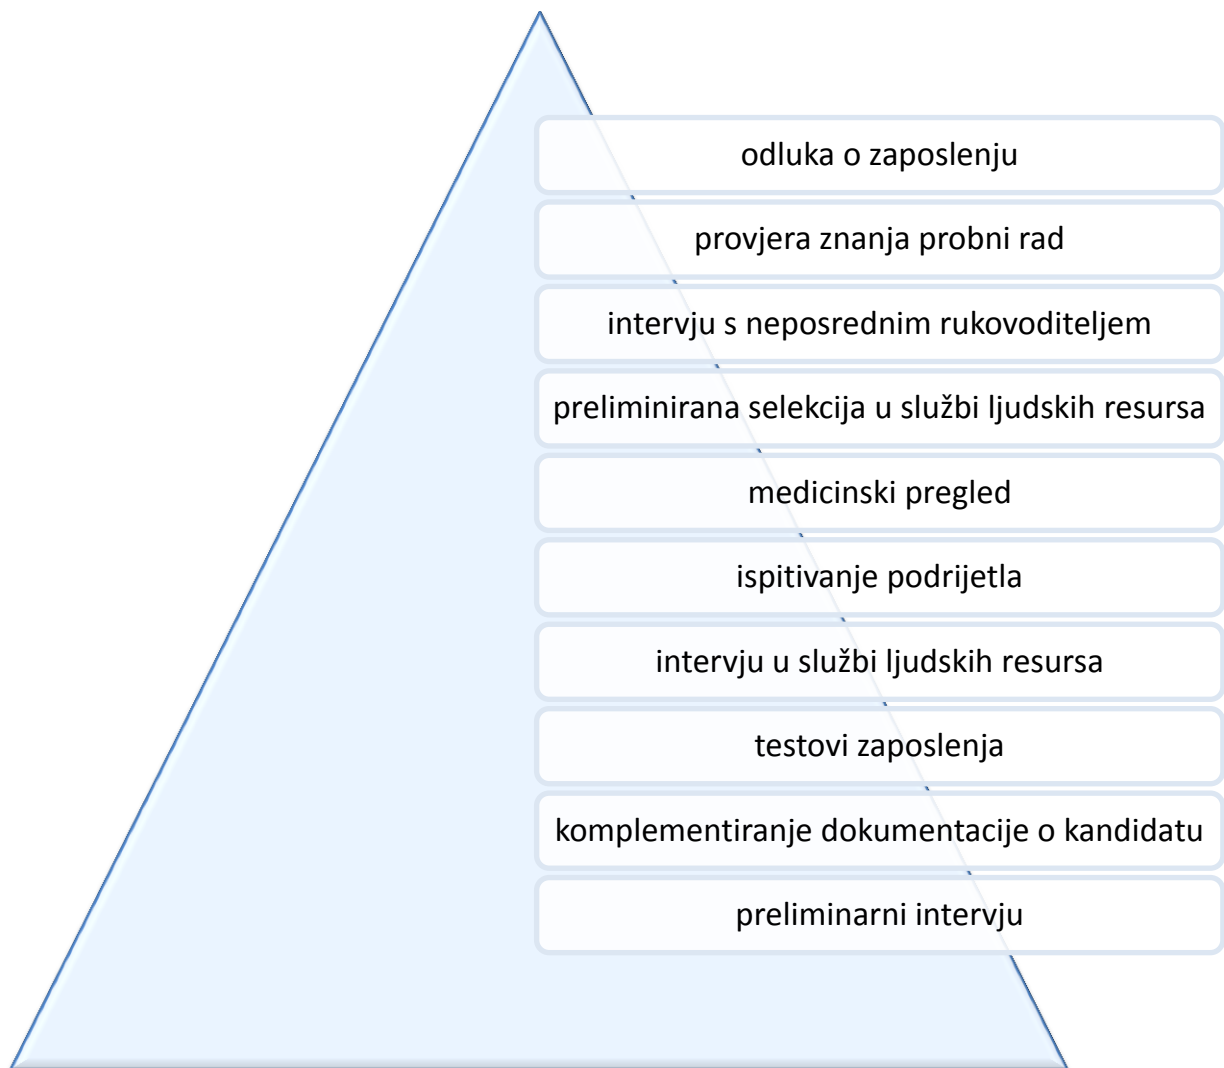 odluka o zaposlenju
provjera znanja probni rad
intervju s neposrednim rukovoditeljem
preliminirana selekcija u službi ljudskih resursa
medicinski pregled
ispitivanje podrijetla
intervju u službi ljudskih resursa
testovi zaposlenja
komplementiranje dokumentacije o kandidatu
preliminarni intervju